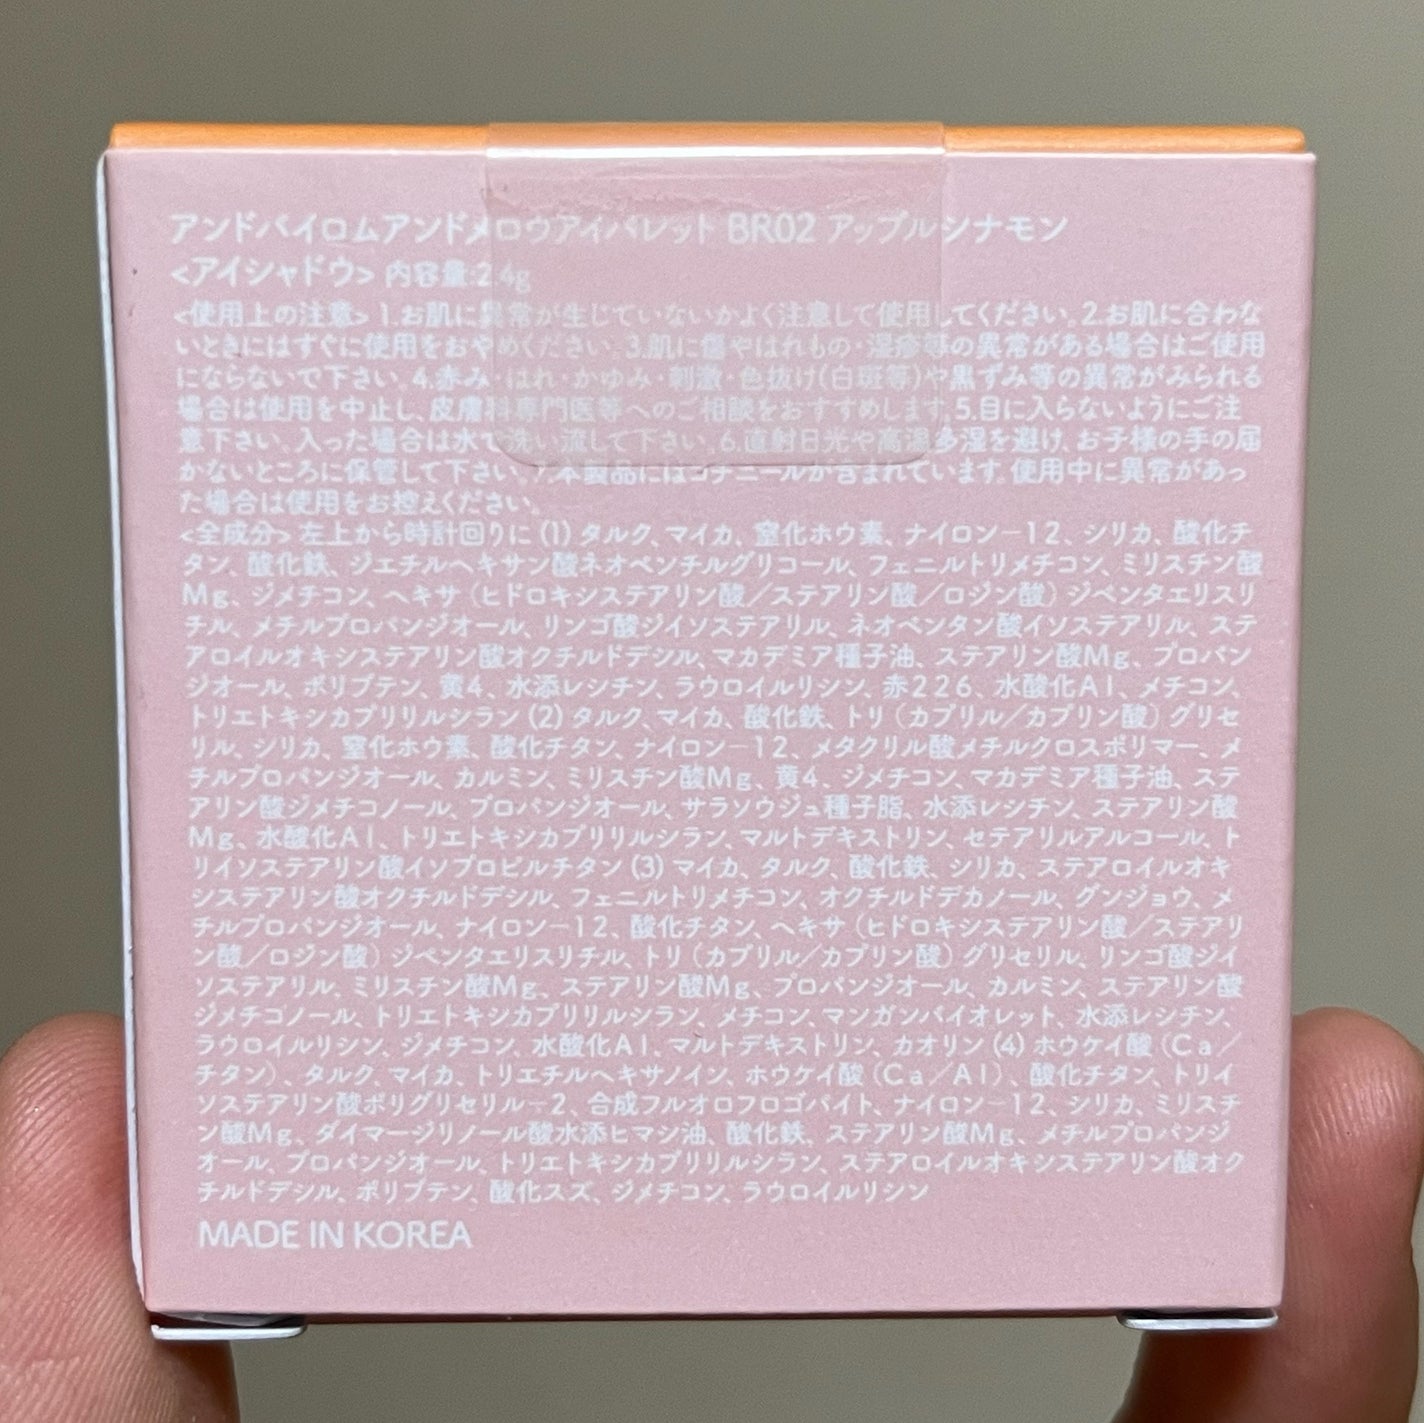 アンドバイロムアンドメロウアイパレット BR02 アップルシナモン
<アイシャドウ> 内容量:2.4g
<使用上の注意> 1.お肌に異常が生じていないかよく注意して使用してください。2.お肌に合わな
いときにはすぐに使用をおやめください。3.肌に傷やはれもの・湿疹等の異常がある場合はご使用
にならないで下さい。4.赤み・はれ・かゆみ・刺激・色抜け(白斑等)や黒ずみ等の異常がみられる
場合は使用を中止し、皮膚科専門医等へのご相談をおすすめします。5.目に入らないようにご注
意下さい。入った場合は水で洗い流して下さい。6.直射日光や高温多湿を避け、お子様の手の届
かないところに保管して下さい。7.本製品にはコチニールが含まれています。使用中に異常があっ
た場合は使用をお控えください。
<全成分> 左上から時計回りに (1) タルク、マイカ、窒化ホウ素、ナイロン－12、シリカ、酸化チ
タン、酸化鉄、ジエチルヘキサン酸ネオペンチルグリコール、フェニルトリメチコン、ミリスチン酸
Mg、ジメチコン、ヘキサ（ヒドロキシステアリン酸／ステアリン酸／ロジン酸）ジペンタエリスリ
チル、メチルプロパンジオール、リンゴ酸ジイソステアリル、ネオペンタン酸イソステアリル、ステ
アロイルオキシステアリン酸オクチルドデシル、マカデミア種子油、ステアリン酸Mg、プロパン
ジオール、ポリブテン、黄4、水添レシチン、ラウロイルリシン、赤226、水酸化Al、メチコン、
トリエトキシカプリリルシラン (2) タルク、マイカ、酸化鉄、トリ（カプリル／カプリン酸）グリセ
リル、シリカ、窒化ホウ素、酸化チタン、ナイロン－12、メタクリル酸メチルクロスポリマー、メ
チルプロパンジオール、カルミン、ミリスチン酸Mg、黄4、ジメチコン、マカデミア種子油、ステ
アリン酸ジメチコノール、プロパンジオール、サラソウジュ種子脂、水添レシチン、ステアリン酸
Mg、水酸化Al、トリエトキシカプリリルシラン、マルトデキストリン、セテアリルアルコール、ト
リイソステアリン酸イソプロピルチタン (3) マイカ、タルク、酸化鉄、シリカ、ステアロイルオキ
システアリン酸オクチルドデシル、フェニルトリメチコン、オクチルドデカノール、グンジョウ、メ
チルプロパンジオール、ナイロン－12、酸化チタン、ヘキサ（ヒドロキシステアリン酸／ステアリ
ン酸／ロジン酸）ジペンタエリスリチル、トリ（カプリル／カプリン酸）グリセリル、リンゴ酸ジイ
ソステアリル、ミリスチン酸Mg、ステアリン酸Mg、プロパンジオール、カルミン、ステアリン酸
ジメチコノール、トリエトキシカプリリルシラン、メチコン、マンガンバイオレット、水添レシチン、
ラウロイルリシン、ジメチコン、水酸化Al、マルトデキストリン、カオリン (4) ホウケイ酸（Ca／
チタン）、タルク、マイカ、トリエチルヘキサノイン、ホウケイ酸（Ca／Al）、酸化チタン、トリイ
ソステアリン酸ポリグリセリル－2、合成フルオロフロゴパイト、ナイロン－12、シリカ、ミリスチ
ン酸Mg、ダイマージリノール酸水添ヒマシ油、酸化鉄、ステアリン酸Mg、メチルプロパンジ
オール、プロパンジオール、トリエトキシカプリリルシラン、ステアロイルオキシステアリン酸オク
チルドデシル、ポリブテン、酸化スズ、ジメチコン、ラウロイルリシン
MADE IN KOREA